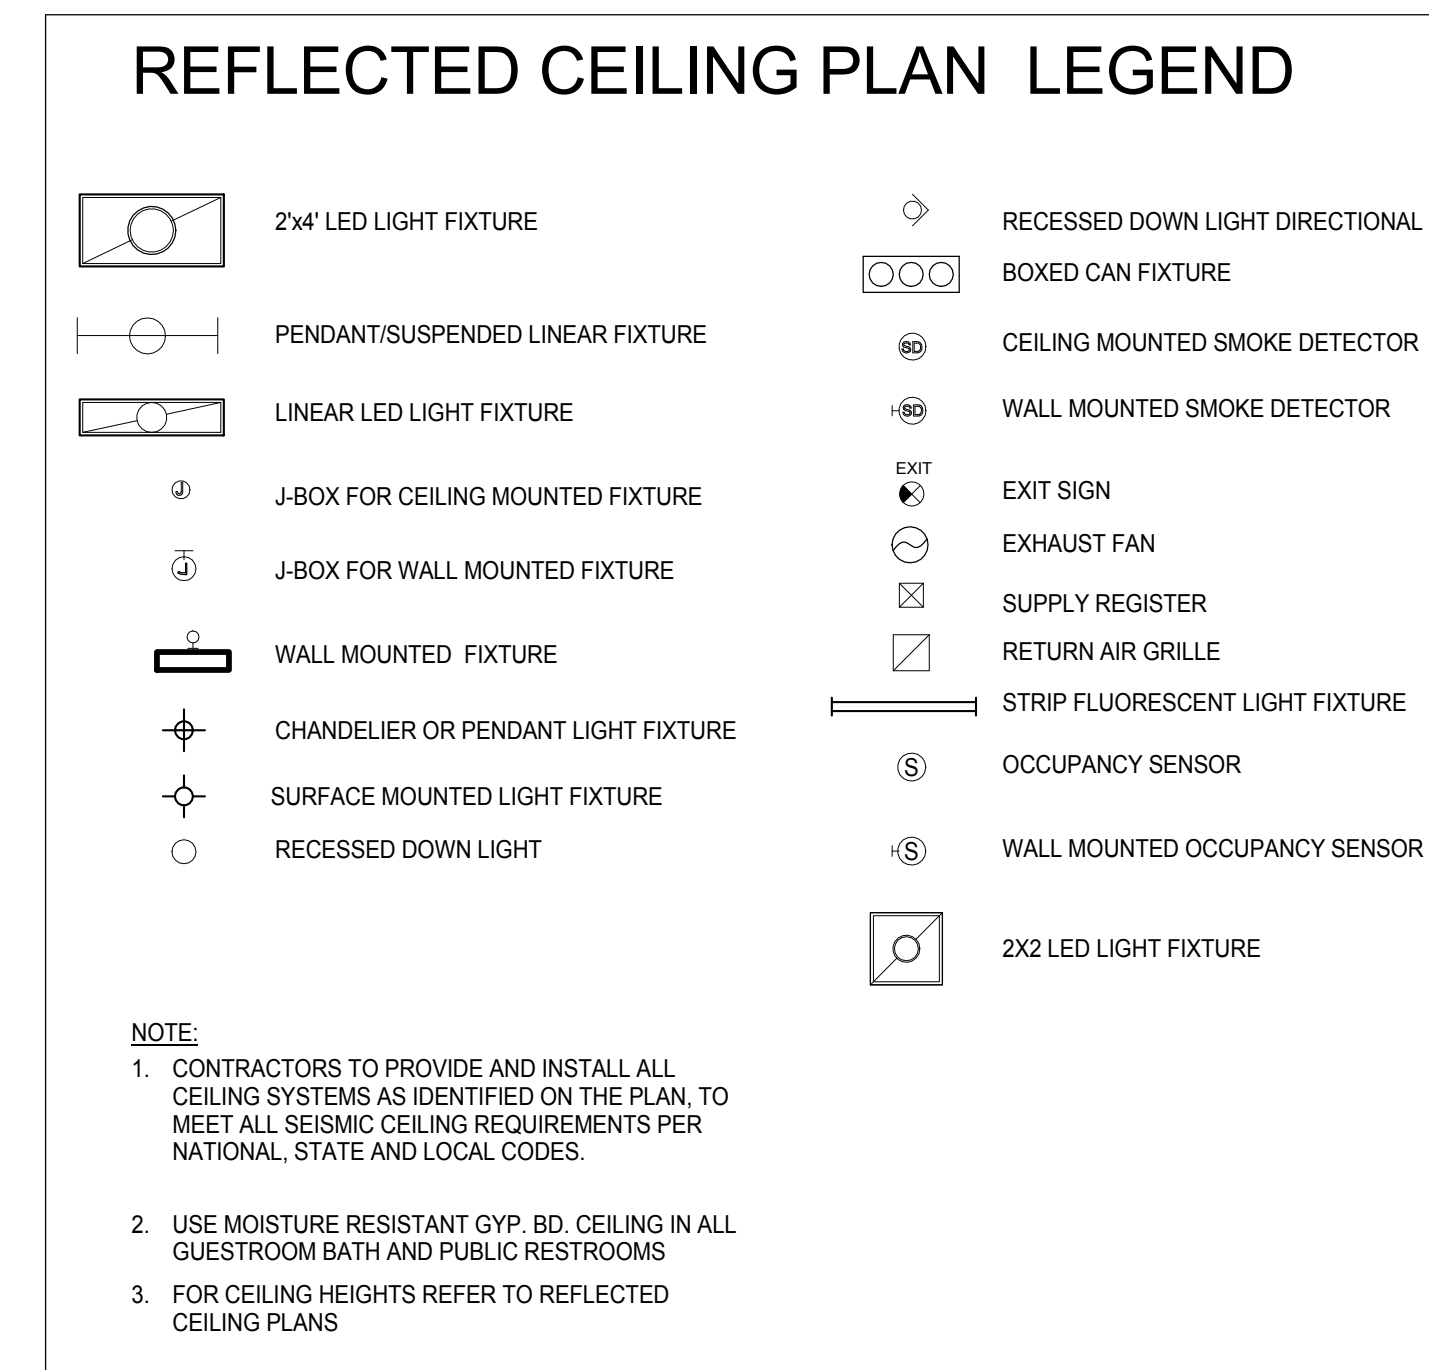 REFLECTED CEILING PLAN LEGEND
2'x4' LED LIGHT FIXTURE
PENDANT/SUSPENDED LINEAR FIXTURE
LINEAR LED LIGHT FIXTURE
J
J-BOX FOR CEILING MOUNTED FIXTURE
J
J-BOX FOR WALL MOUNTED FIXTURE
WALL MOUNTED FIXTURE
CHANDELIER OR PENDANT LIGHT FIXTURE
SURFACE MOUNTED LIGHT FIXTURE
RECESSED DOWN LIGHT
RECESSED DOWN LIGHT DIRECTIONAL
BOXED CAN FIXTURE
SD
CEILING MOUNTED SMOKE DETECTOR
SD
WALL MOUNTED SMOKE DETECTOR
EXIT
EXIT SIGN
EXHAUST FAN
SUPPLY REGISTER
RETURN AIR GRILLE
STRIP FLUORESCENT LIGHT FIXTURE
S
OCCUPANCY SENSOR
S
WALL MOUNTED OCCUPANCY SENSOR
2X2 LED LIGHT FIXTURE
NOTE:
1. CONTRACTORS TO PROVIDE AND INSTALL ALL
CEILING SYSTEMS AS IDENTIFIED ON THE PLAN, TO
MEET ALL SEISMIC CEILING REQUIREMENTS PER
NATIONAL, STATE AND LOCAL CODES.
2. USE MOISTURE RESISTANT GYP. BD. CEILING IN ALL
GUESTROOM BATH AND PUBLIC RESTROOMS
3. FOR CEILING HEIGHTS REFER TO REFLECTED
CEILING PLANS